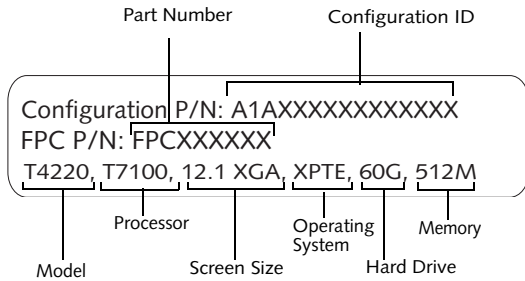 Part Number
Configuration ID
Configuration P/N: A1AXXXXXXXXXXXX
FPC P/N: FPCXXXXXX
T4220, T7100, 12.1 XGA, XPTE, 60G, 512M
Processor
Operating
System
Memory
Model
Screen Size
Hard Drive